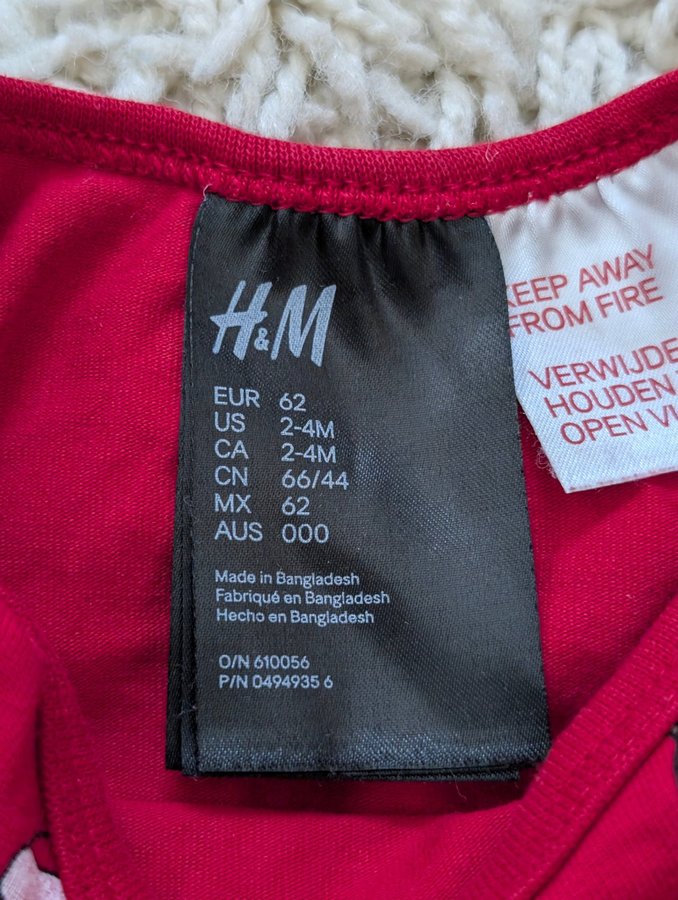 H&M
EUR 62
US 2-4M
CA 2-4M
CN 66/44
MX 62
AUS 000
Made in Bangladesh
Fabriqué en Bangladesh
Hecho en Bangladesh
O/N 610056
P/N 0494935 6
KEEP AWAY
FROM FIRE
VERWIJDE
HOUDEN
OPEN